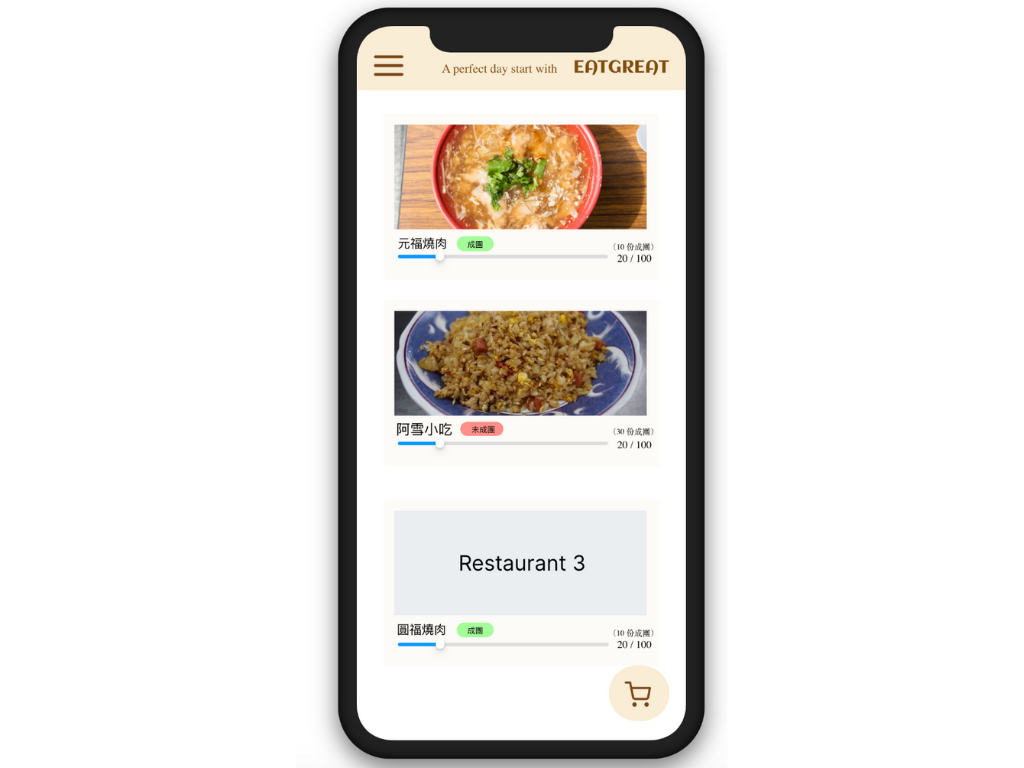 A perfect day start with EATGREAT
元福燒肉 成團 (10 份成團)
20 / 100
阿雪小吃 未成團 (30 份成團)
20 / 100
Restaurant 3
圓福燒肉 成團 (10 份成團)
20 / 100